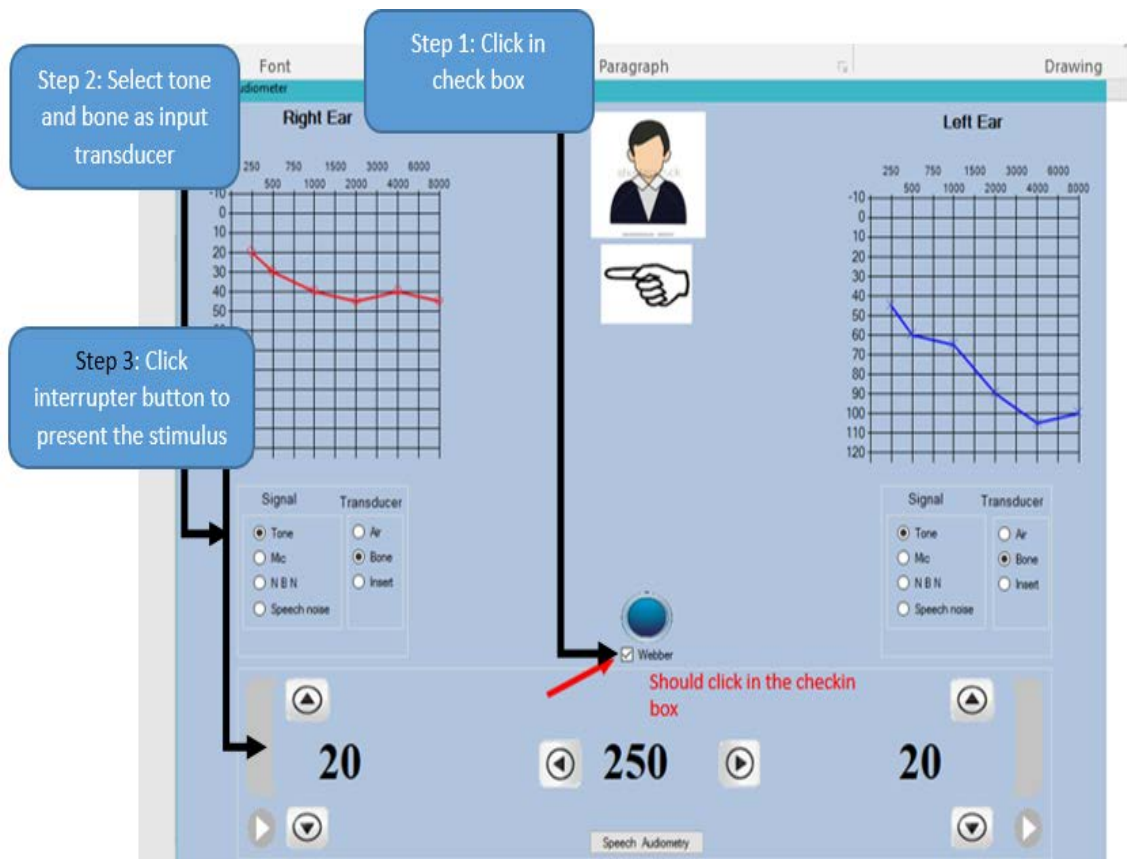 Step 1: Click in
check box
Step 2: Select tone
and bone as input
transducer
Font
Paragraph
Drawing
udiometer
Right Ear
Left Ear
250 750 1500 3000 6000
500 1000 2000 4000 8000
-10
0
10
20
30
40
50
Step 3: Click
interrupter button to
present the stimulus
250 750 1500 3000 6000
500 1000 2000 4000 8000
-10
0
10
20
30
40
50
60
70
80
90
100
110
120
Signal Transducer
Tone Air
Mic Bone
N B N Insert
Speech noise
Signal Transducer
Tone Air
Mic Bone
N B N Insert
Speech noise
Webber
Should click in the checkin
box
20
250
20
Speech Audiometry